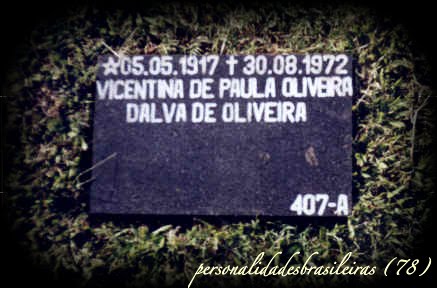 ★05.05.1917 ✝ 30.08.1972
VICENTINA DE PAULA OLIVEIRA
DALVA DE OLIVEIRA
407-A
personalidadesbrasileiras (78)